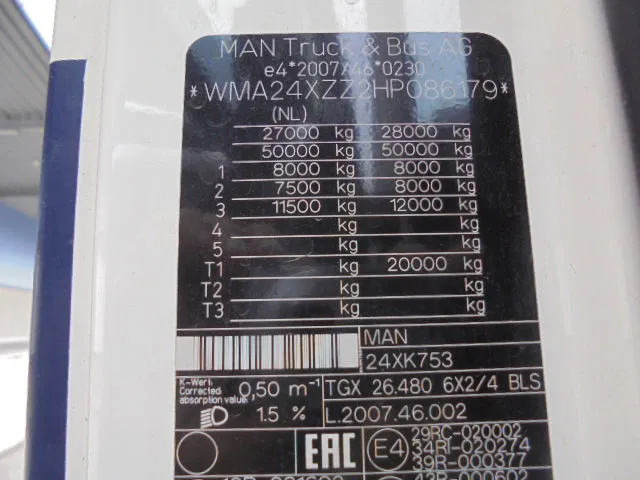 MAN Truck & Bus AG
e4*2007/46*0230
*WMA24XZZ2HP086179*
(NL)
27000 kg 28000 kg
50000 kg 50000 kg
1 8000 kg 8000 kg
2 7500 kg 8000 kg
3 11500 kg 12000 kg
4 kg kg
5 kg kg
T1 kg 20000 kg
T2 kg kg
T3 kg kg
MAN
24XK753
K-Wert
Corrected
absorption value
0,50 m⁻¹
TGX 26.480 6X2/4 BLS
1.5 %
L.2007.46.002
EAC
E4
29RC-020002
34RI-020274
39R-000377
43R-000602